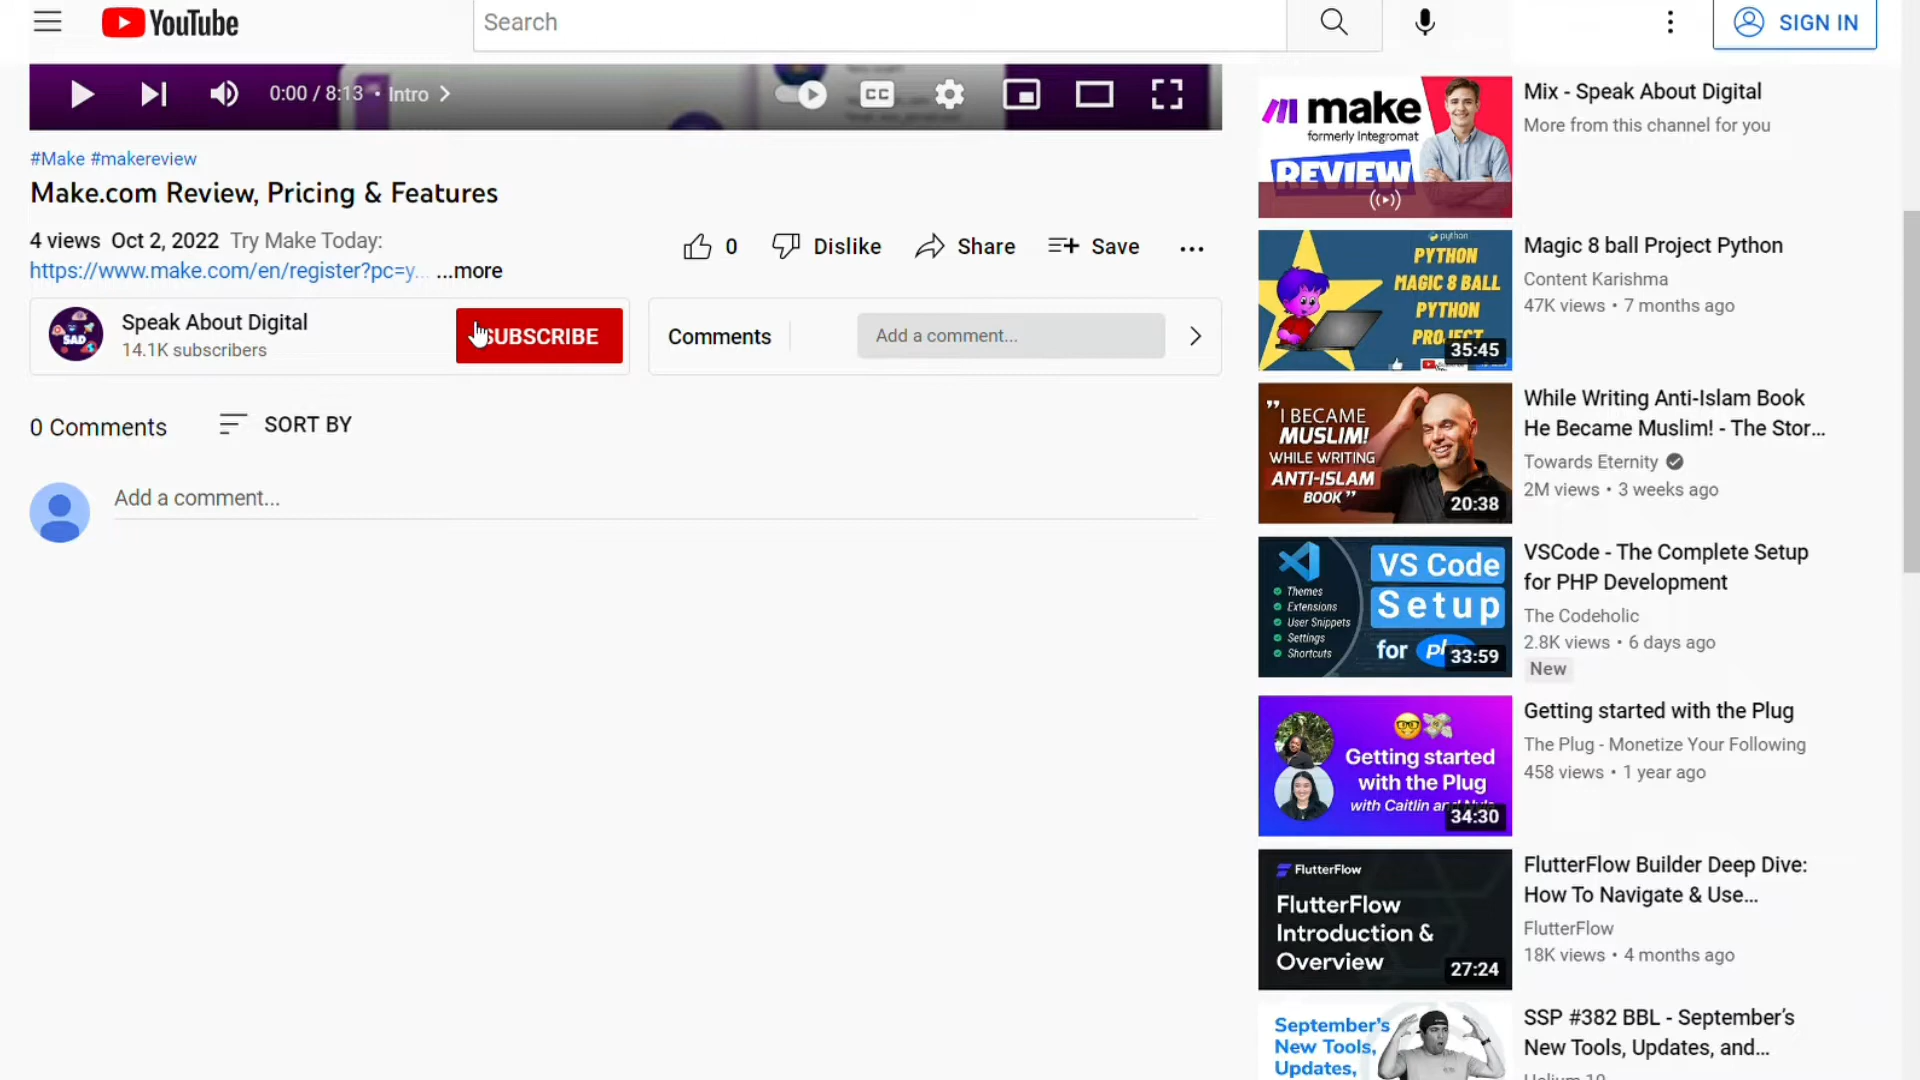 YouTube
Search
SIGN IN
0:00 / 8:13 • Intro
CC
#Make #makereview
Make.com Review, Pricing & Features
4 views Oct 2, 2022 Try Make Today:
https://www.make.com/en/register?pc=y... ...more
0 Dislike Share Save
SAD
Speak About Digital
14.1K subscribers
SUBSCRIBE
Comments
Add a comment...
0 Comments
SORT BY
Add a comment...
make
formerly Integromat
REVIEW
Mix - Speak About Digital
More from this channel for you
python
PYTHON
MAGIC 8 BALL
PYTHON
PROJECT
35:45
Magic 8 ball Project Python
Content Karishma
47K views • 7 months ago
"I BECAME
MUSLIM!
WHILE WRITING
ANTI-ISLAM
BOOK"
20:38
While Writing Anti-Islam Book
He Became Muslim! - The Stor...
Towards Eternity
2M views • 3 weeks ago
VS Code
Setup
for
Themes
Extensions
User Snippets
Settings
Shortcuts
33:59
VSCode - The Complete Setup
for PHP Development
The Codeholic
2.8K views • 6 days ago
New
Getting started
with the Plug
with Caitlin and
34:30
Getting started with the Plug
The Plug - Monetize Your Following
458 views • 1 year ago
FlutterFlow
FlutterFlow
Introduction &
Overview
27:24
FlutterFlow Builder Deep Dive:
How To Navigate & Use...
FlutterFlow
18K views • 4 months ago
September's
New Tools,
Updates,
SSP #382 BBL - September's
New Tools, Updates, and...